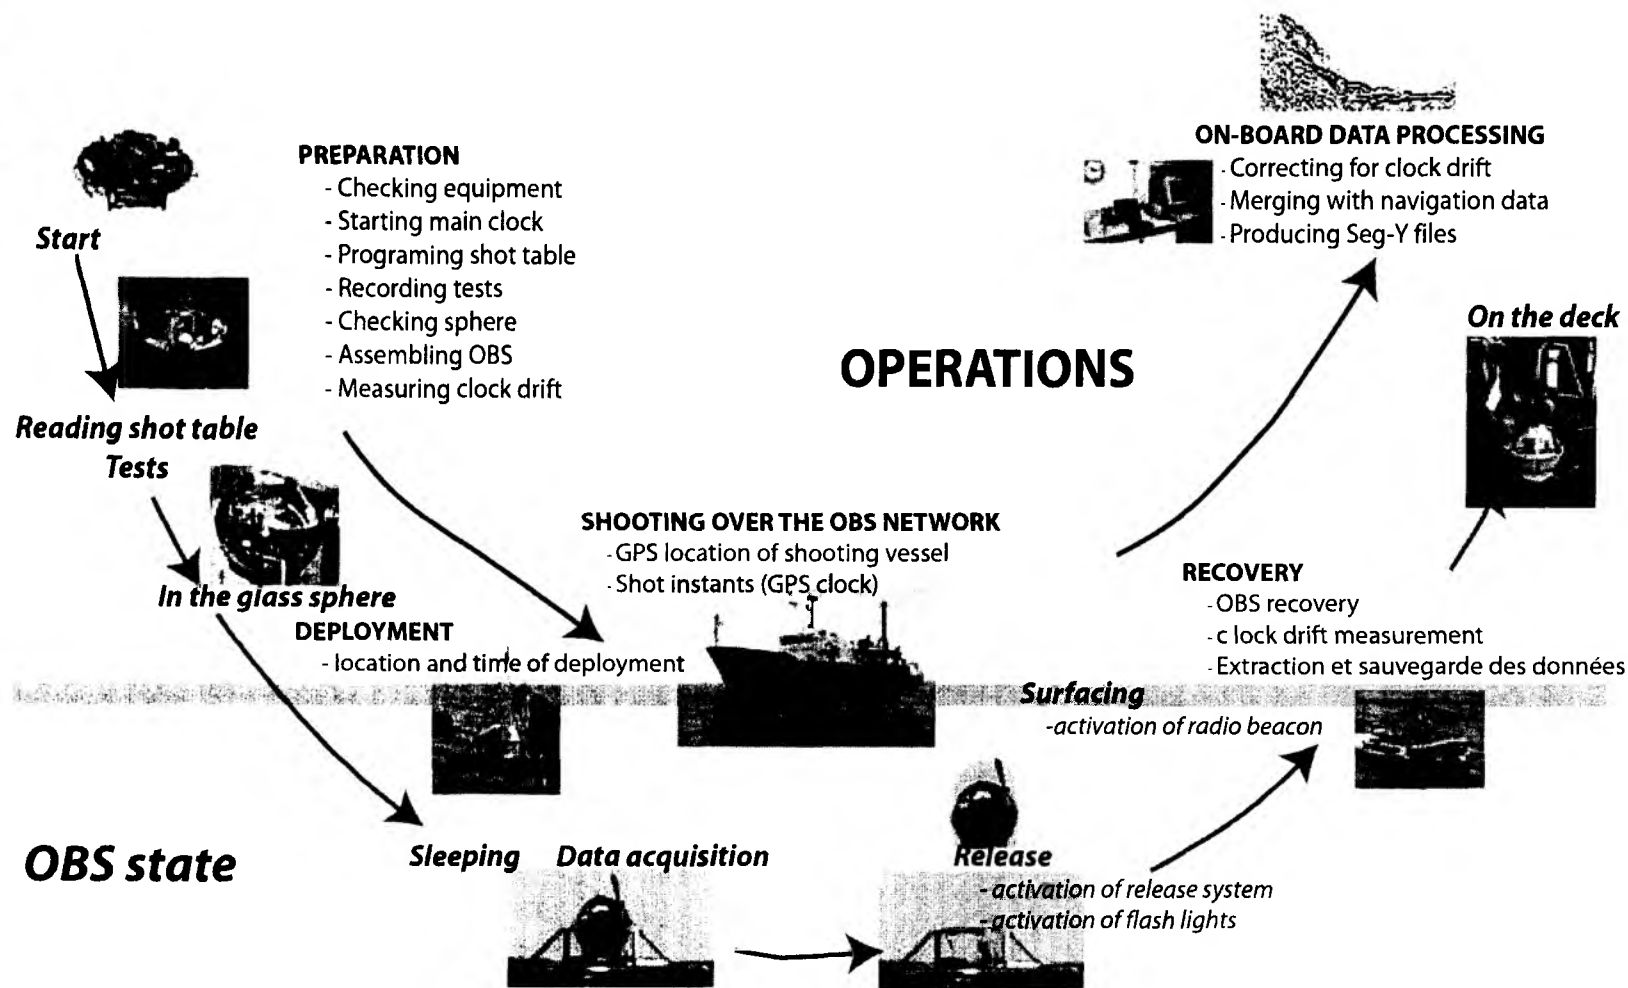 ON-BOARD DATA PROCESSING
- Correcting for clock drift
- Merging with navigation data
- Producing Seg-Y files
PREPARATION
- Checking equipment
- Starting main clock
- Programing shot table
- Recording tests
- Checking sphere
- Assembling OBS
- Measuring clock drift
Start
On the deck
OPERATIONS
Reading shot table
Tests
SHOOTING OVER THE OBS NETWORK
- GPS location of shooting vessel
- Shot instants (GPS clock)
In the glass sphere
DEPLOYMENT
- location and time of deployment
RECOVERY
- OBS recovery
- c lock drift measurement
- Extraction et sauvegarde des données
Surfacing
-activation of radio beacon
OBS state
Sleeping
Data acquisition
Release
- activation of release system
- activation of flash lights